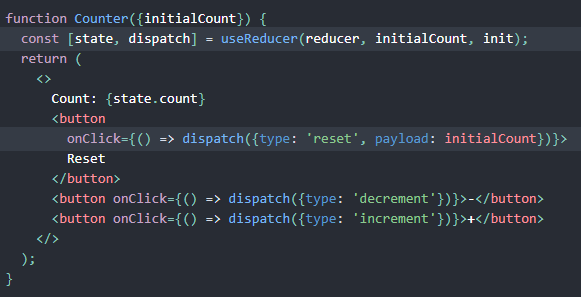 function Counter({initialCount}) {
  const [state, dispatch] = useReducer(reducer, initialCount, init);
  return (
    <>
      Count: {state.count}
      <button
        onClick={() => dispatch({type: 'reset', payload: initialCount})}>
        Reset
      </button>
      <button onClick={() => dispatch({type: 'decrement'})}>-</button>
      <button onClick={() => dispatch({type: 'increment'})}>+</button>
    </>
  );
}